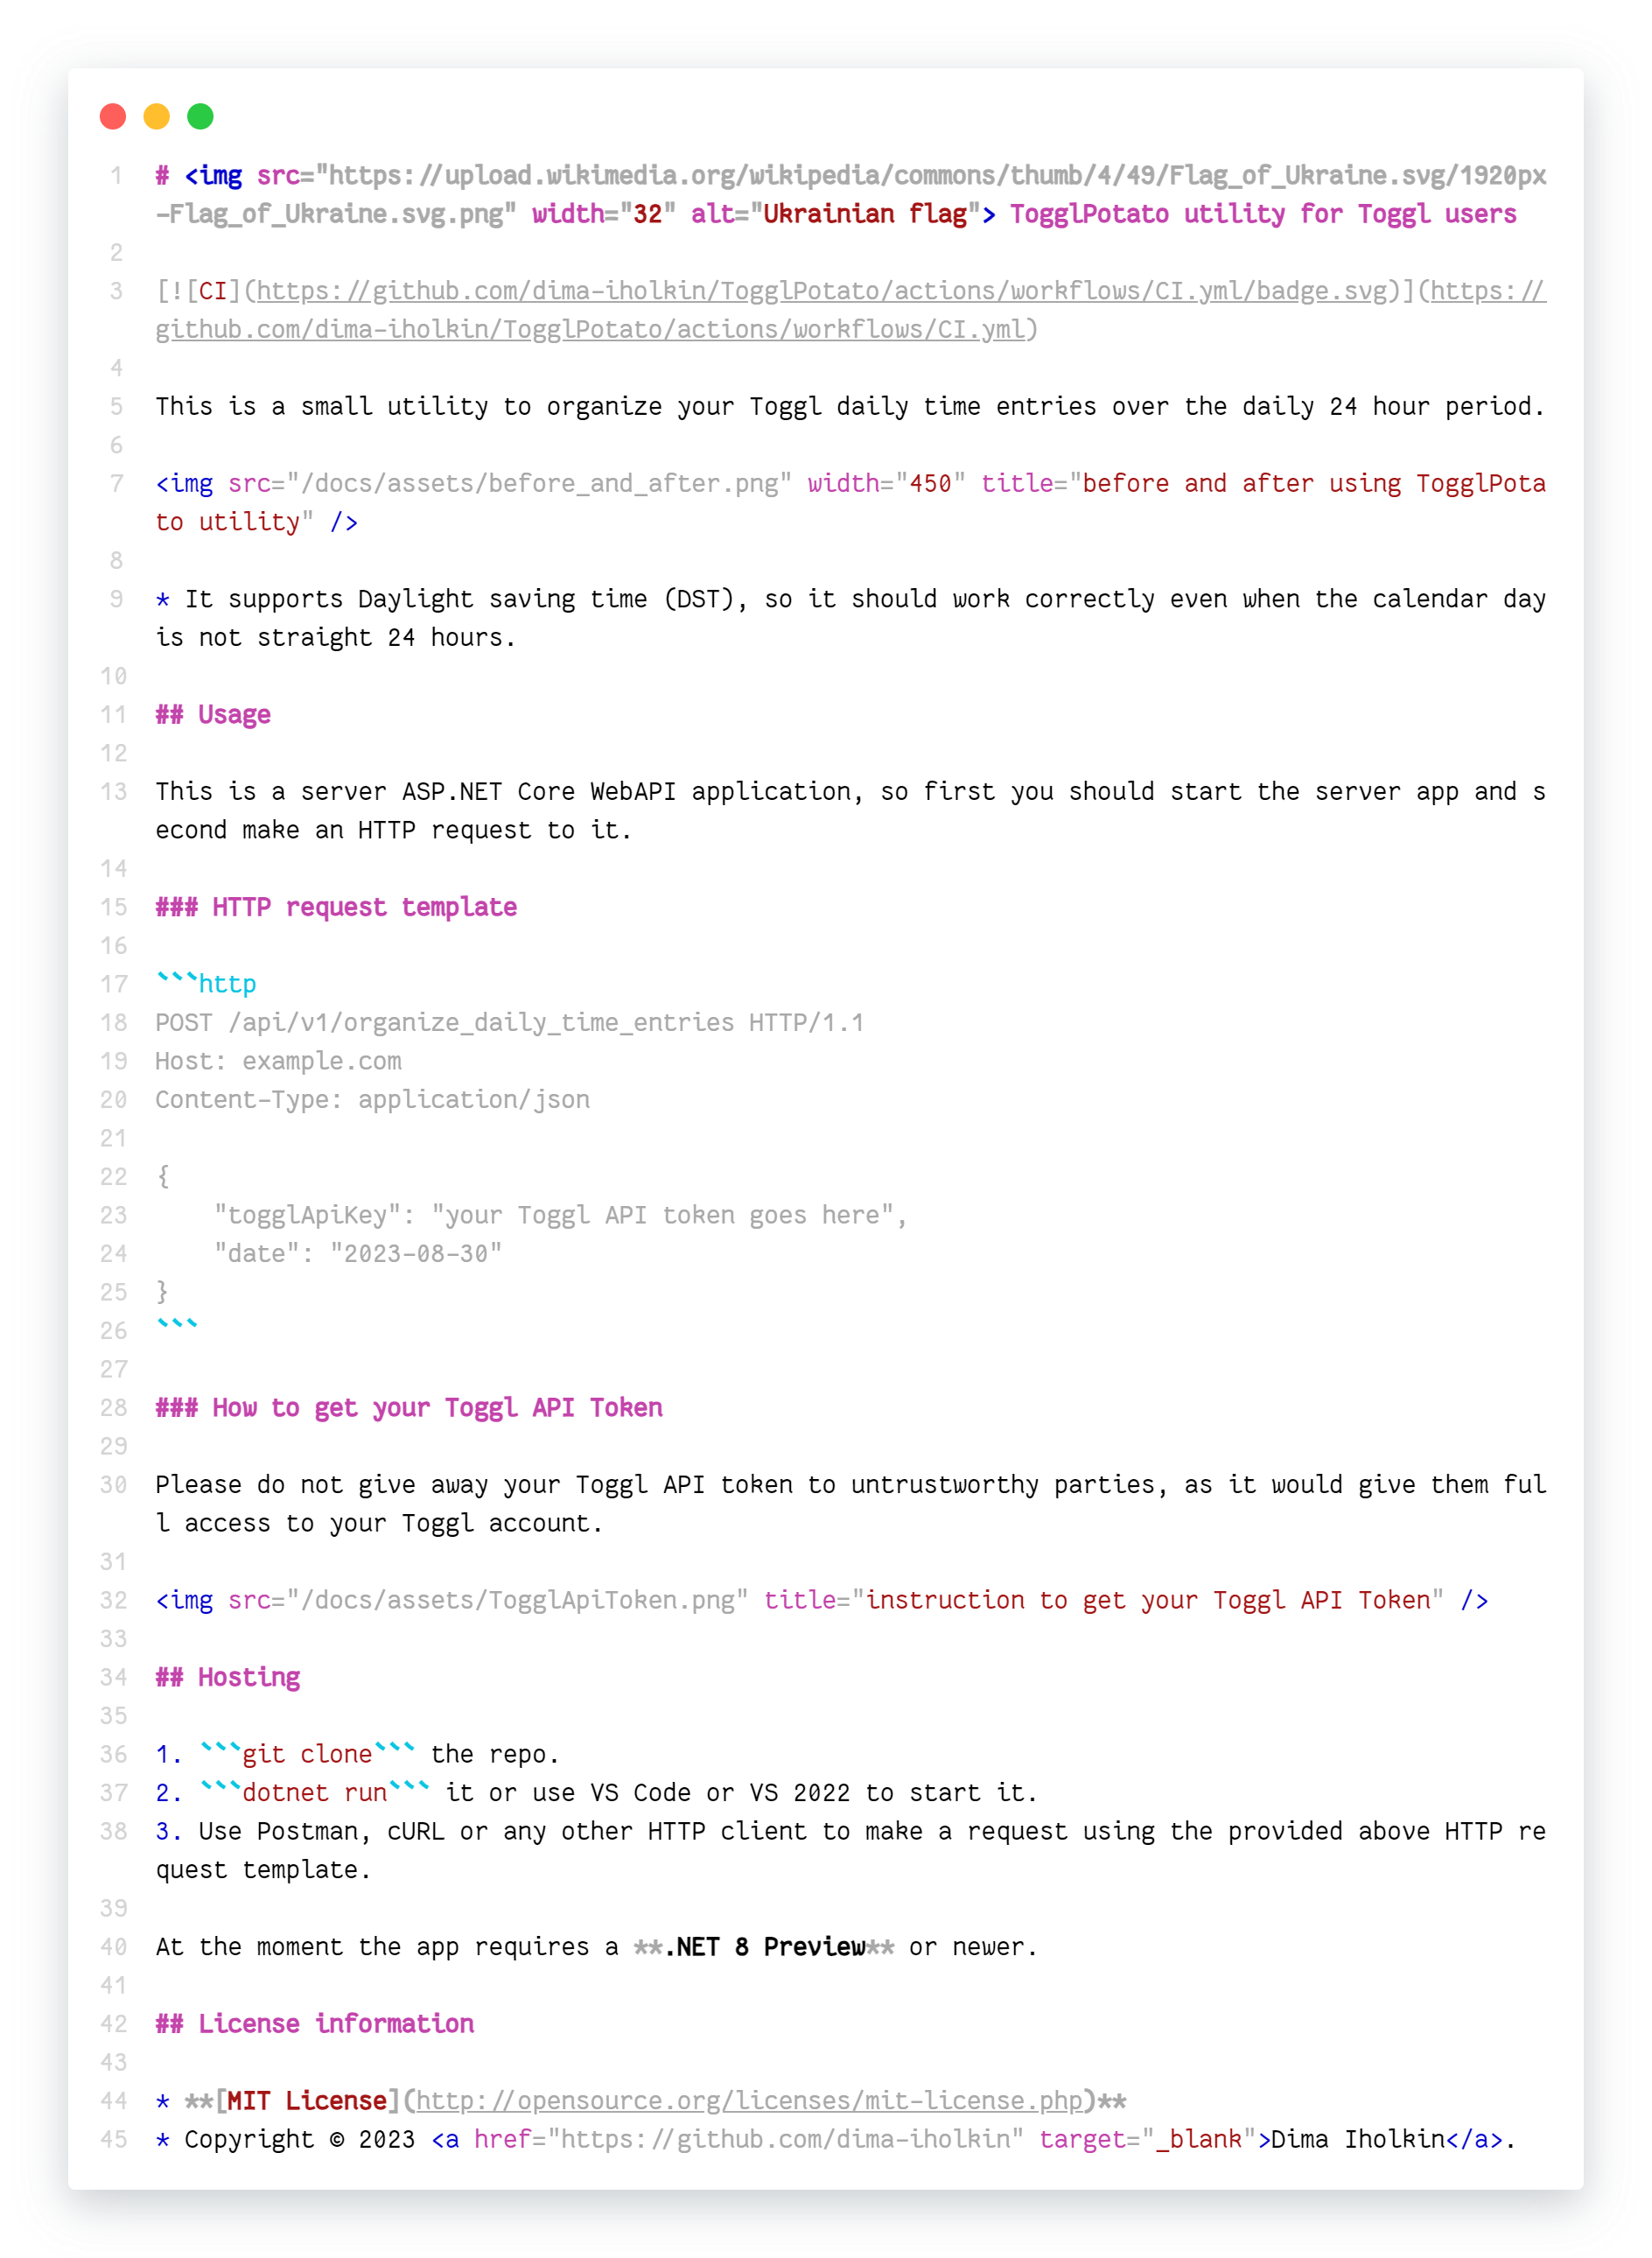 1 # <img src="https://upload.wikimedia.org/wikipedia/commons/thumb/4/49/Flag_of_Ukraine.svg/1920px
-Flag_of_Ukraine.svg.png" width="32" alt="Ukrainian flag"> TogglPotato utility for Toggl users
2
3 [![CI](https://github.com/dima-iholkin/TogglPotato/actions/workflows/CI.yml/badge.svg)](https://
github.com/dima-iholkin/TogglPotato/actions/workflows/CI.yml)
4
5 This is a small utility to organize your Toggl daily time entries over the daily 24 hour period.
6
7 <img src="/docs/assets/before_and_after.png" width="450" title="before and after using TogglPota
to utility" />
8
9 * It supports Daylight saving time (DST), so it should work correctly even when the calendar day
is not straight 24 hours.
10
11 ## Usage
12
13 This is a server ASP.NET Core WebAPI application, so first you should start the server app and s
econd make an HTTP request to it.
14
15 ### HTTP request template
16
17 ```http
18 POST /api/v1/organize_daily_time_entries HTTP/1.1
19 Host: example.com
20 Content-Type: application/json
21
22 {
23     "togglApiKey": "your Toggl API token goes here",
24     "date": "2023-08-30"
25 }
26 ```
27
28 ### How to get your Toggl API Token
29
30 Please do not give away your Toggl API token to untrustworthy parties, as it would give them ful
l access to your Toggl account.
31
32 <img src="/docs/assets/TogglApiToken.png" title="instruction to get your Toggl API Token" />
33
34 ## Hosting
35
36 1. ```git clone``` the repo.
37 2. ```dotnet run``` it or use VS Code or VS 2022 to start it.
38 3. Use Postman, cURL or any other HTTP client to make a request using the provided above HTTP re
quest template.
39
40 At the moment the app requires a **.NET 8 Preview** or newer.
41
42 ## License information
43
44 * **[MIT License](http://opensource.org/licenses/mit-license.php)**
45 * Copyright © 2023 <a href="https://github.com/dima-iholkin" target="_blank">Dima Iholkin</a>.